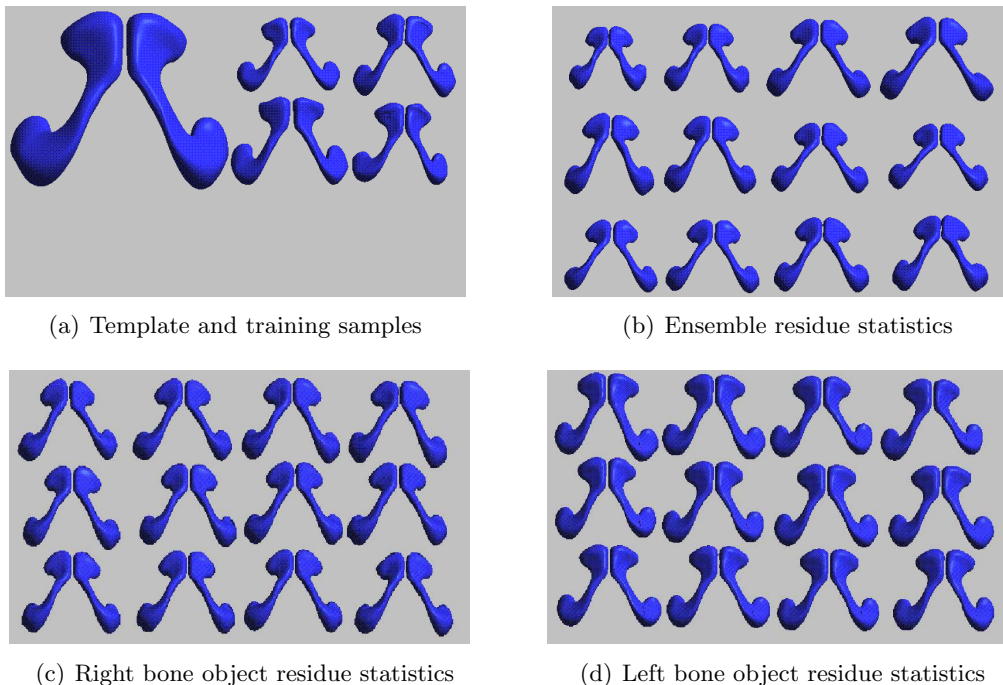 (a) Template and training samples
(b) Ensemble residue statistics
(c) Right bone object residue statistics
(d) Left bone object residue statistics